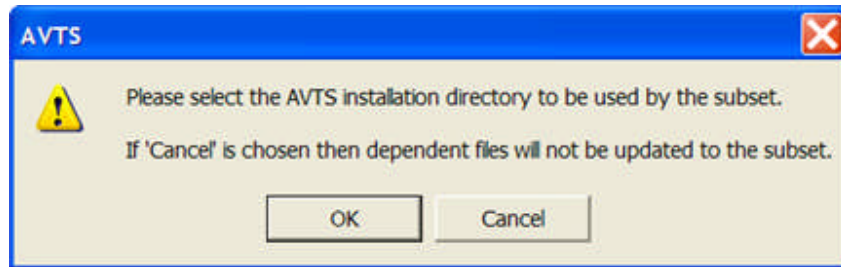 AVTS
Please select the AVTS installation directory to be used by the subset.
If 'Cancel' is chosen then dependent files will not be updated to the subset.
OK
Cancel